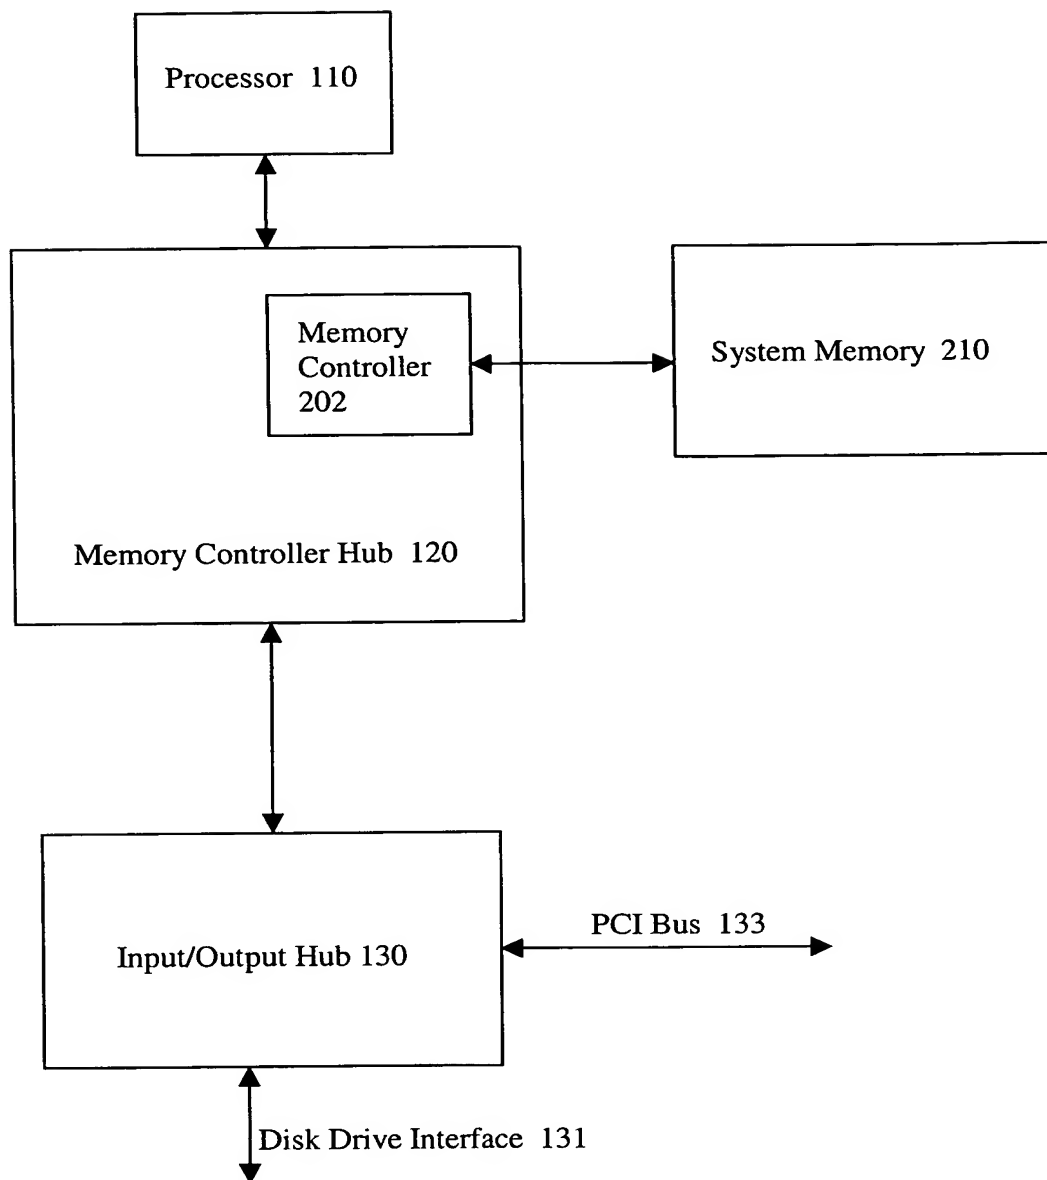 Processor 110
Memory
Controller
202
System Memory 210
Memory Controller Hub 120
PCI Bus 133
Input/Output Hub 130
Disk Drive Interface 131